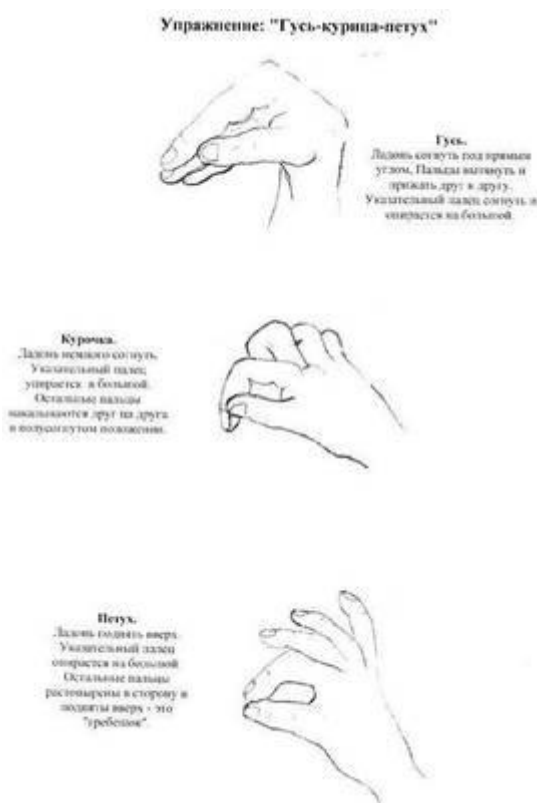 Упражнение: "Гусь-курица-петух"
Гусь.
Ладонь согнуть под прямым
углом. Пальцы вытянуть и
прижать друг к другу.
Указательный палец согнуть и
опирается на большой.
Курочка.
Ладонь немного согнуть.
Указательный палец
упирается в большой.
Остальные пальцы
накладываются друг на друга
в полусогнутом положении.
Петух.
Ладонь поднять вверх.
Указательный палец
опирается на большой
Остальные пальцы
растопырены в сторону и
подняты вверх - это
"гребешок".